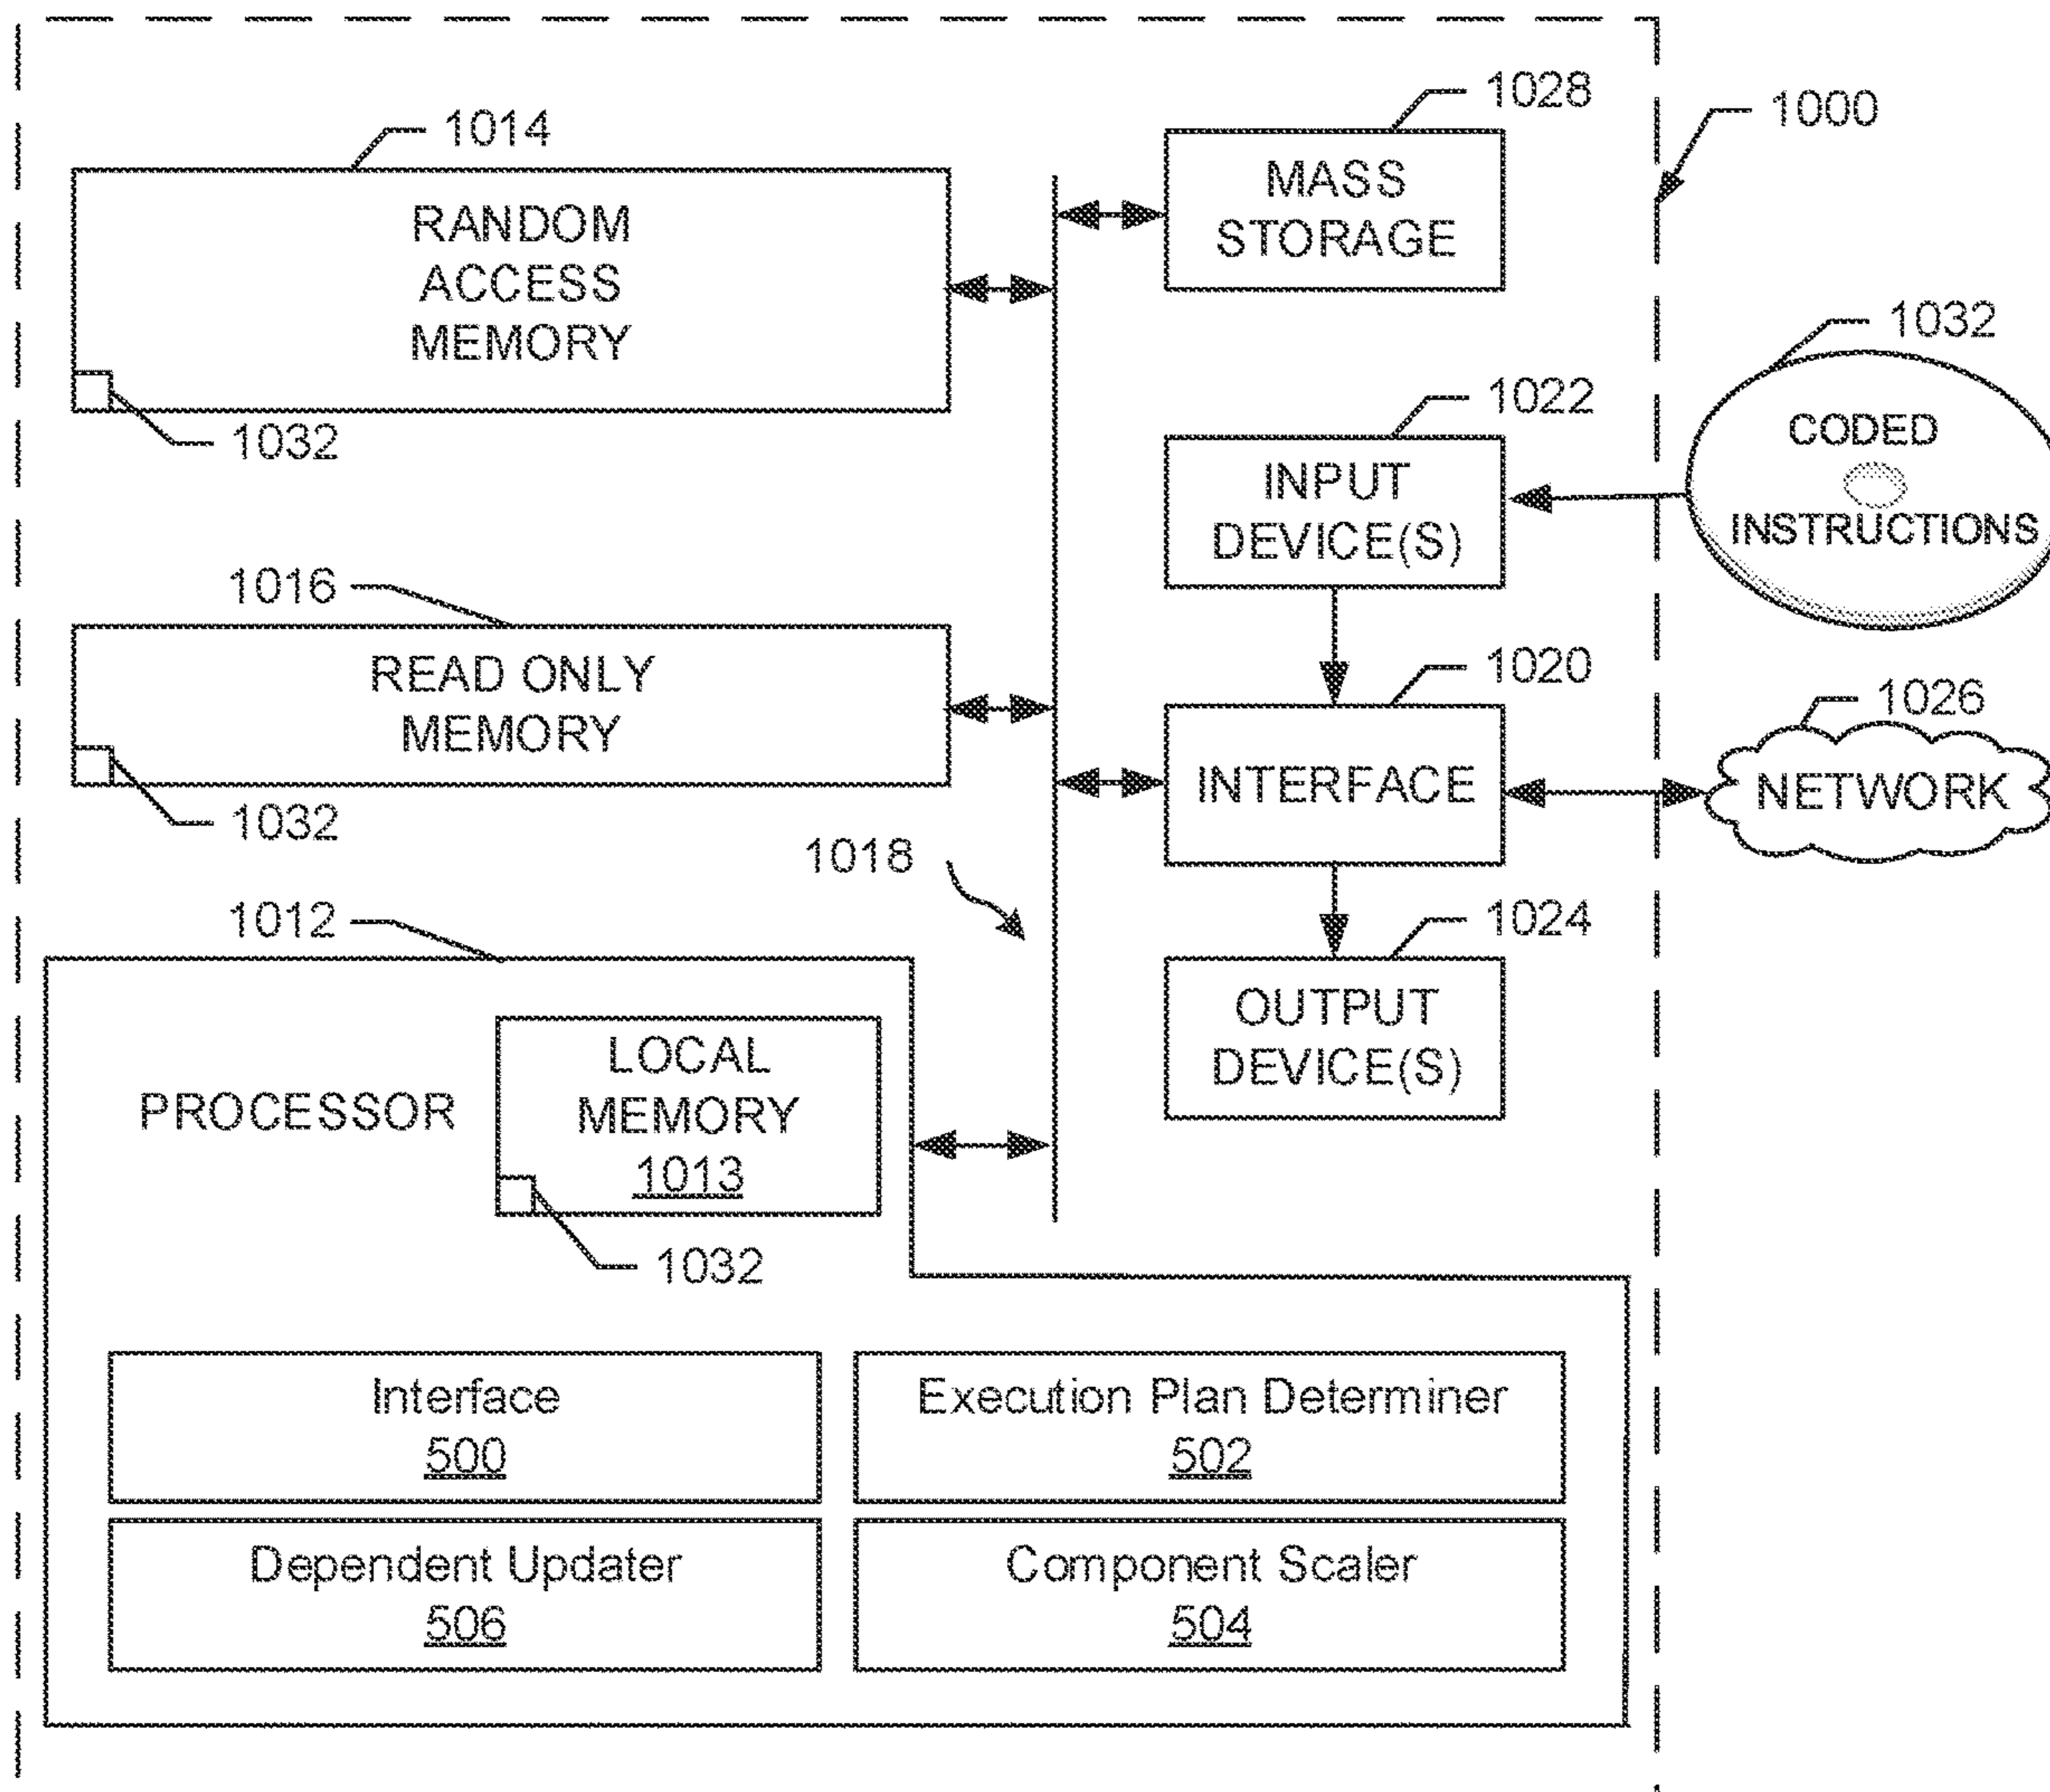 1028
1000
1014
MASS
STORAGE
RANDOM
ACCESS
MEMORY
1032
1032
1022
CODED
INSTRUCTIONS
INPUT
DEVICE(S)
1016
READ ONLY
MEMORY
1032
1020
1026
INTERFACE
NETWORK
1018
1012
1024
OUTPUT
DEVICE(S)
PROCESSOR
LOCAL
MEMORY
1013
1032
Interface
500
Execution Plan Determiner
502
Dependent Updater
506
Component Scaler
504